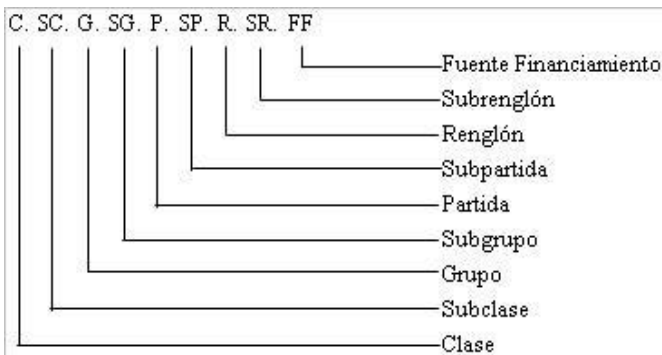 C. SC. G. SG. P. SP. R. SR. FF
Fuente Financiamiento
Subrenglón
Renglón
Subpartida
Partida
Subgrupo
Grupo
Subclase
Clase